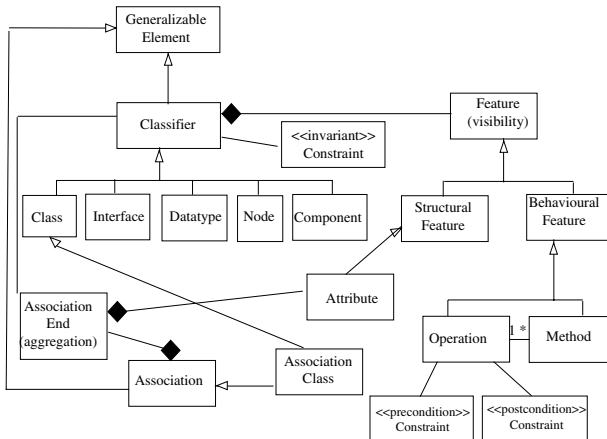 Generalizable
Element
Classifier
<<invariant>>
Constraint
Feature
(visibility)
Class
Interface
Datatype
Node
Component
Structural
Feature
Behavioural
Feature
Association
End
(aggregation)
Attribute
Operation
1 *
Method
Association
Class
Association
<<precondition>>
Constraint
<<postcondition>>
Constraint